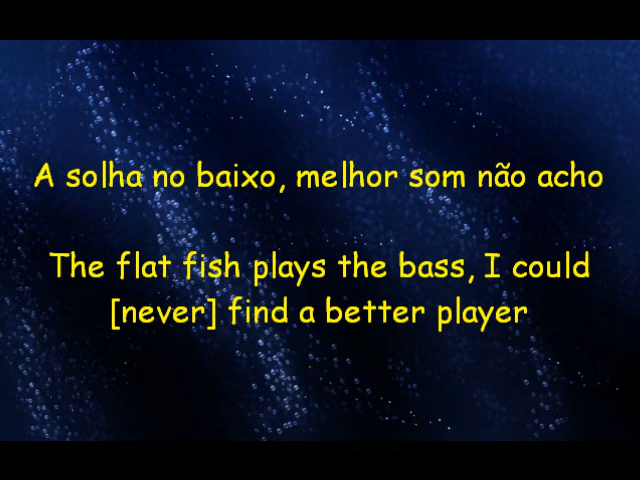 A solha no baixo, melhor som não acho
The flat fish plays the bass, I could
[never] find a better player